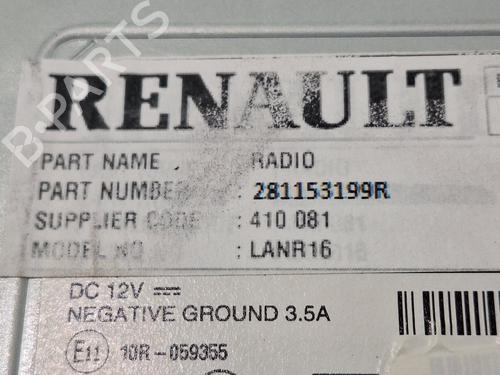 RENAULT
PART NAME : RADIO
PART NUMBER : 281153199R
SUPPLIER CODE : 410 081
MODEL NO : LANR16
DC 12V
NEGATIVE GROUND 3.5A
E11 10R-059355
B-PARTS